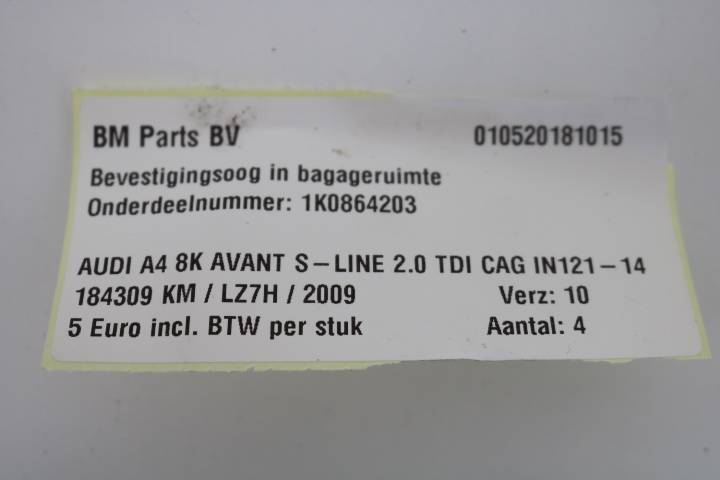 BM Parts BV 010520181015
Bevestigingsoog in bagageruimte
Onderdeelnummer: 1K0864203
AUDI A4 8K AVANT S-LINE 2.0 TDI CAG IN121-14
184309 KM / LZ7H / 2009 Verz: 10
5 Euro incl. BTW per stuk Aantal: 4